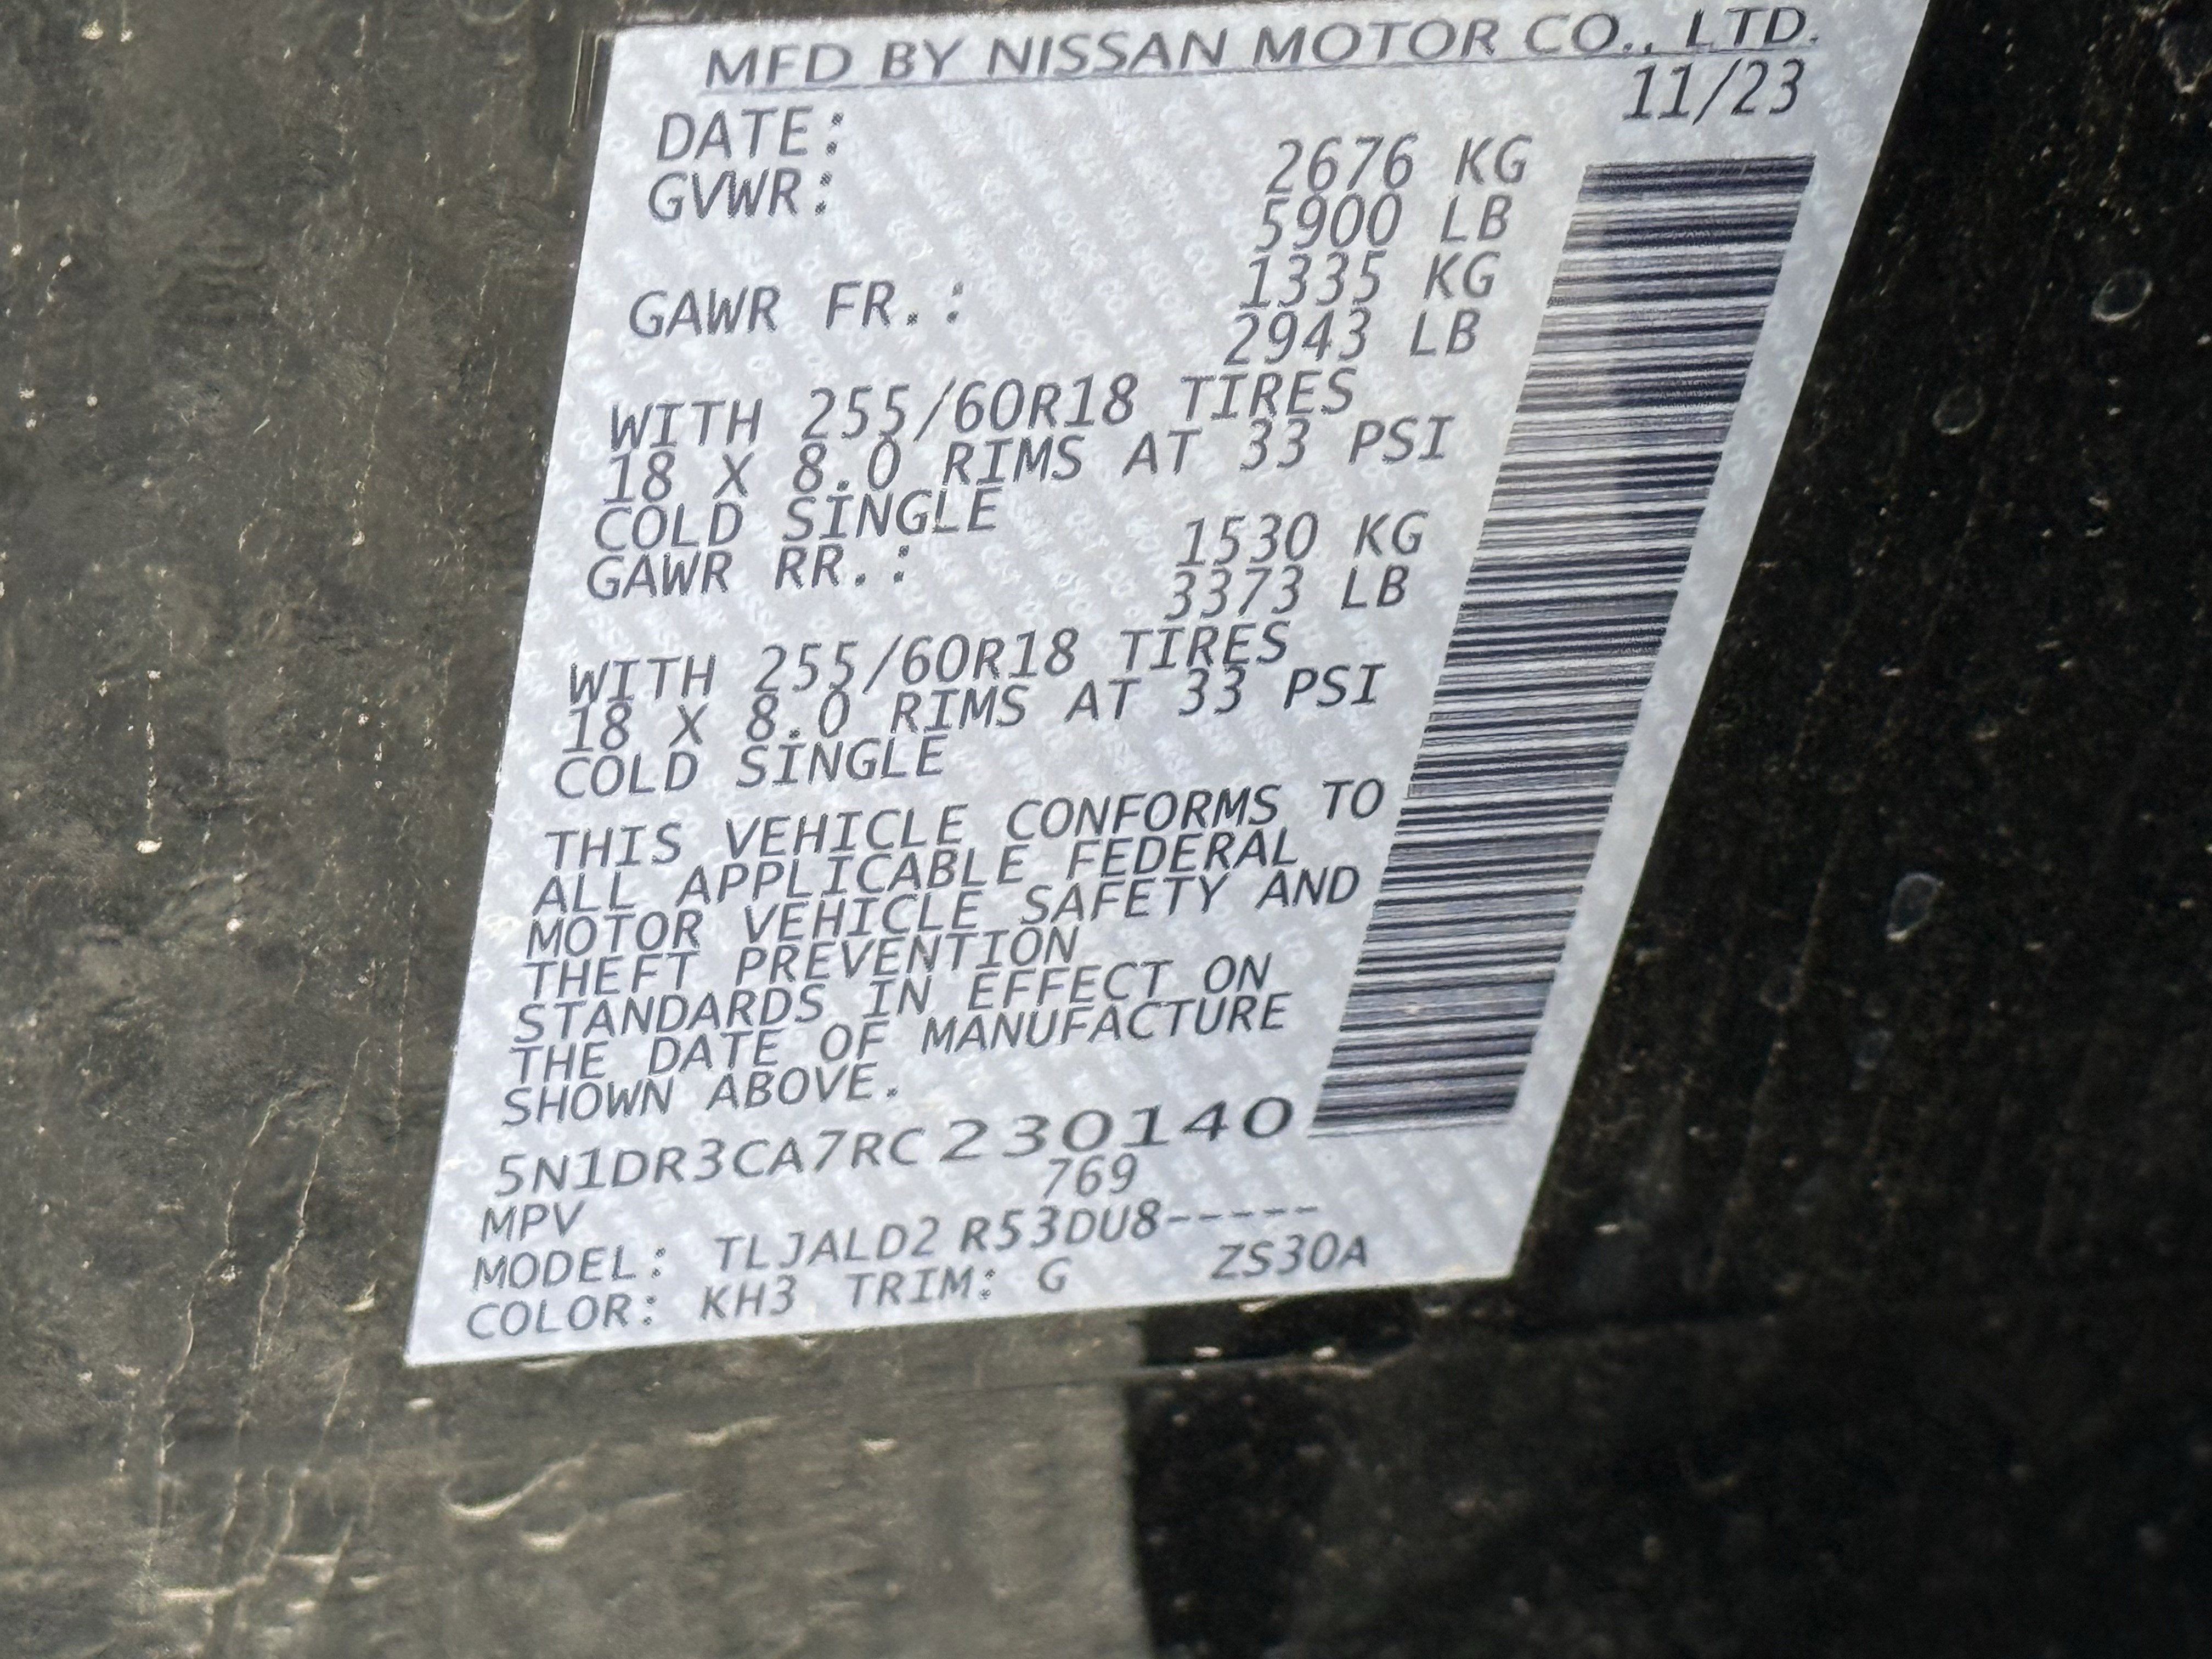 MFD BY NISSAN MOTOR CO., LTD.
DATE: 11/23
GVWR: 2676 KG
5900 LB
GAWR FR.: 1335 KG
2943 LB
WITH 255/60R18 TIRES
18 X 8.0 RIMS AT 33 PSI
COLD SINGLE
GAWR RR.: 1530 KG
3373 LB
WITH 255/60R18 TIRES
18 X 8.0 RIMS AT 33 PSI
COLD SINGLE
THIS VEHICLE CONFORMS TO
ALL APPLICABLE FEDERAL
MOTOR VEHICLE SAFETY AND
THEFT PREVENTION
STANDARDS IN EFFECT ON
THE DATE OF MANUFACTURE
SHOWN ABOVE.
5N1DR3CA7RC230140
MPV 769
MODEL: TLJALD2 R53DU8-----
COLOR: KH3 TRIM: G ZS30A